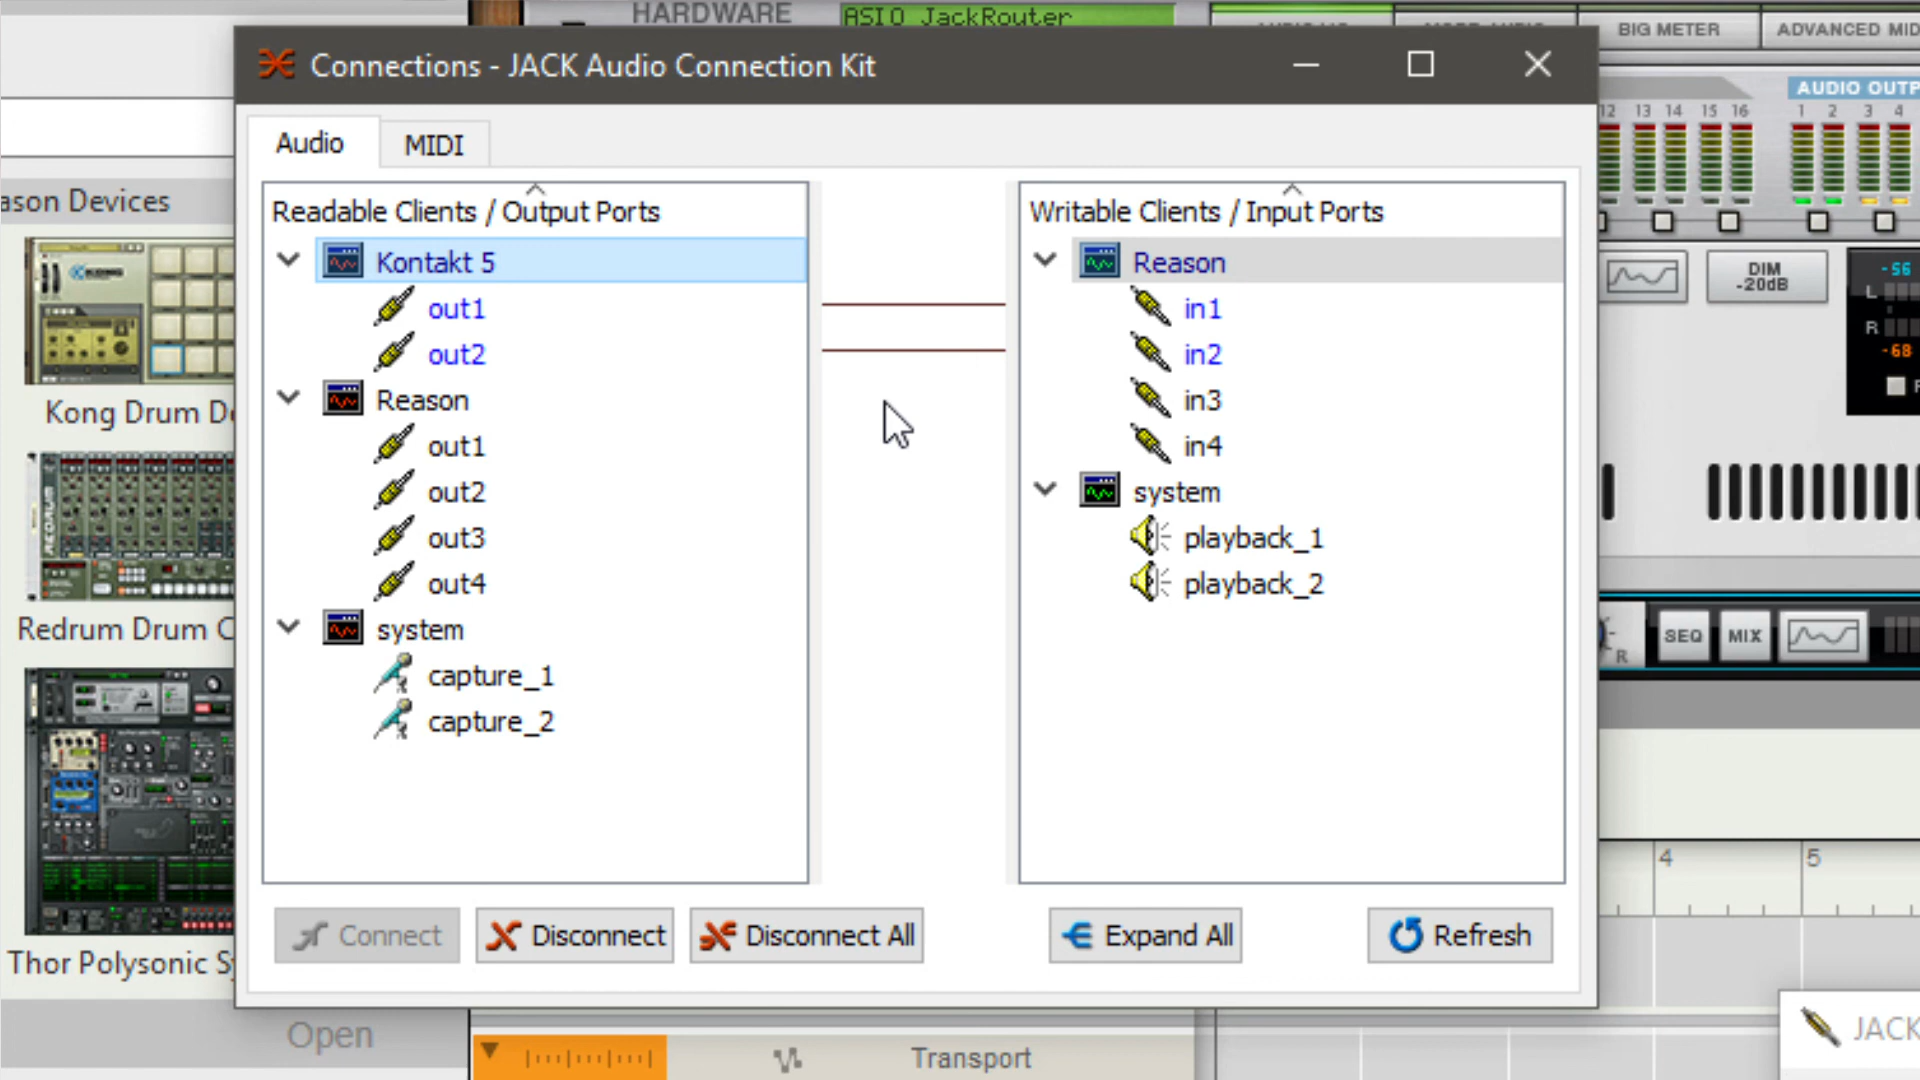 HARDWARE
ASIO JackRouter
BIG METER
ADVANCED MID
Connections - JACK Audio Connection Kit
AUDIO OUTP
12 13 14 15 16
1 2 3 4
Audio
MIDI
ason Devices
Readable Clients / Output Ports
Writable Clients / Input Ports
Kontakt 5
out1
out2
Reason
out1
out2
out3
out4
system
capture_1
capture_2
Reason
in1
in2
in3
in4
system
playback_1
playback_2
DIM
-20dB
-56
L
R
-68
KONG
Kong Drum De
REDRUM
Redrum Drum C
SEQ
MIX
R
Thor Polysonic Sy
4
5
Connect
Disconnect
Disconnect All
Expand All
Refresh
Open
Transport
JACK